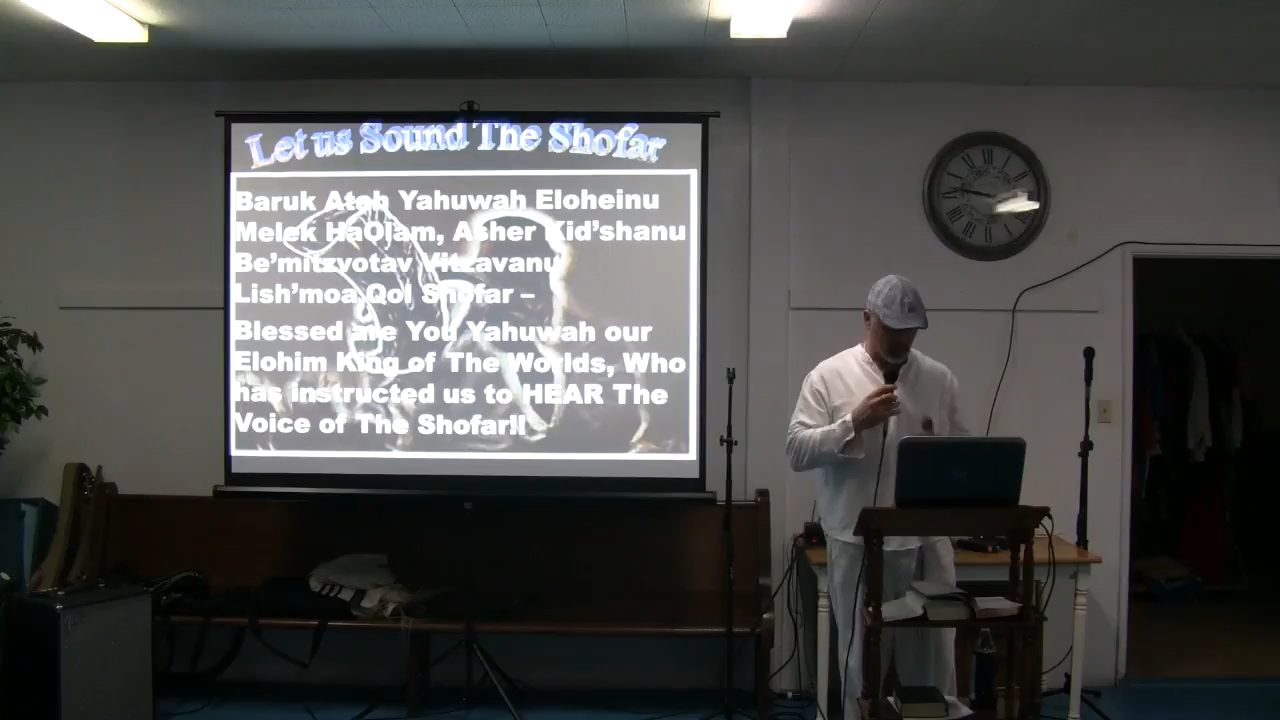 Let us Sound The Shofar
Baruk Atah Yahuwah Eloheinu
Melek HaOlam, Asher Kid'shanu
Be'mitzvotav Vitzavanu
Lish'moa Qol Shofar –
Blessed are You Yahuwah our
Elohim King of The Worlds, Who
has instructed us to HEAR The
Voice of The Shofar!!